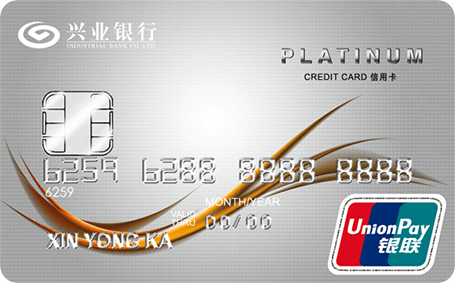 兴业银行
INDUSTRIAL BANK CO.,LTD.
PLATINUM
CREDIT CARD 信用卡
6259 6288 8888 8888
6259
MONTH/YEAR
VALID THRU 00/00
XIN YONG KA
UnionPay
银联